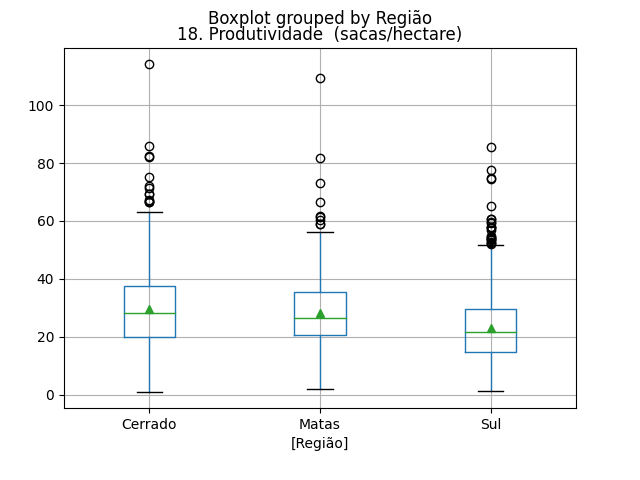 Boxplot grouped by Região
18. Produtividade  (sacas/hectare)
100
80
60
40
20
0
Cerrado Matas Sul
[Região]